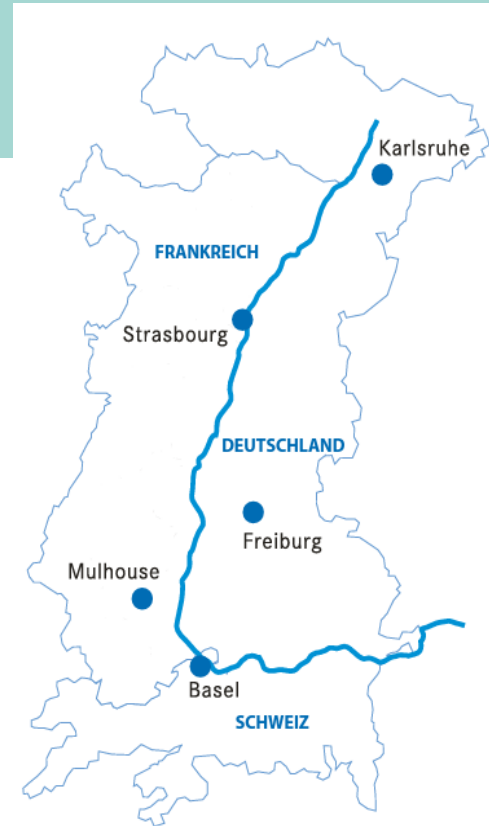 Karlsruhe
FRANKREICH
Strasbourg
DEUTSCHLAND
Freiburg
Mulhouse
Basel
SCHWEIZ